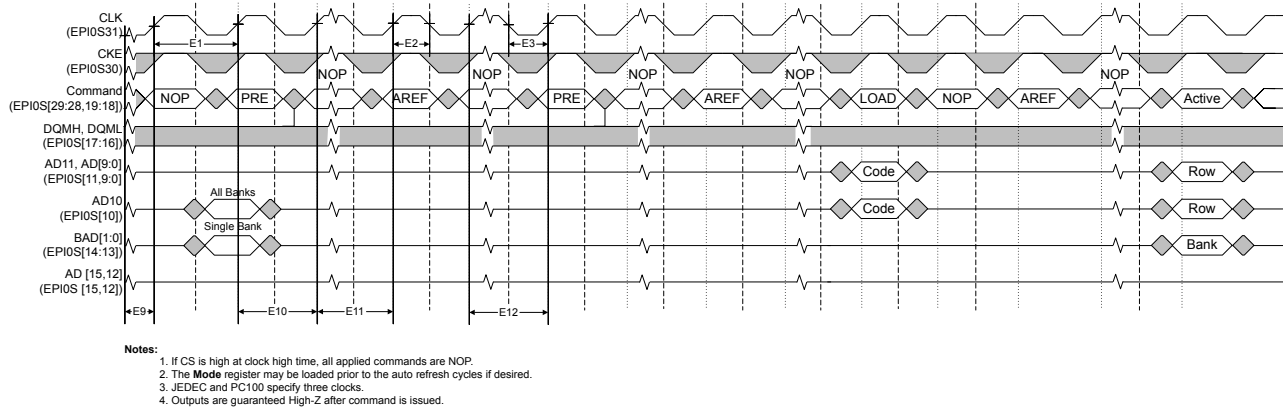 CLK
(EPI0S31)
E1
E2
E3
CKE
(EPI0S30)
NOP
NOP
NOP
NOP
NOP
Command
(EPI0S[29:28,19:18])
NOP
PRE
AREF
PRE
AREF
LOAD
NOP
AREF
Active
DQMH, DQML
(EPI0S[17:16])
AD11, AD[9:0]
(EPI0S[11,9:0])
Code
Row
All Banks
AD10
(EPI0S[10])
Code
Row
Single Bank
BAD[1:0]
(EPI0S[14:13])
Bank
AD [15,12]
(EPI0S [15,12])
E9
E10
E11
E12
Notes:
1. If CS is high at clock high time, all applied commands are NOP.
2. The Mode register may be loaded prior to the auto refresh cycles if desired.
3. JEDEC and PC100 specify three clocks.
4. Outputs are guaranteed High-Z after command is issued.